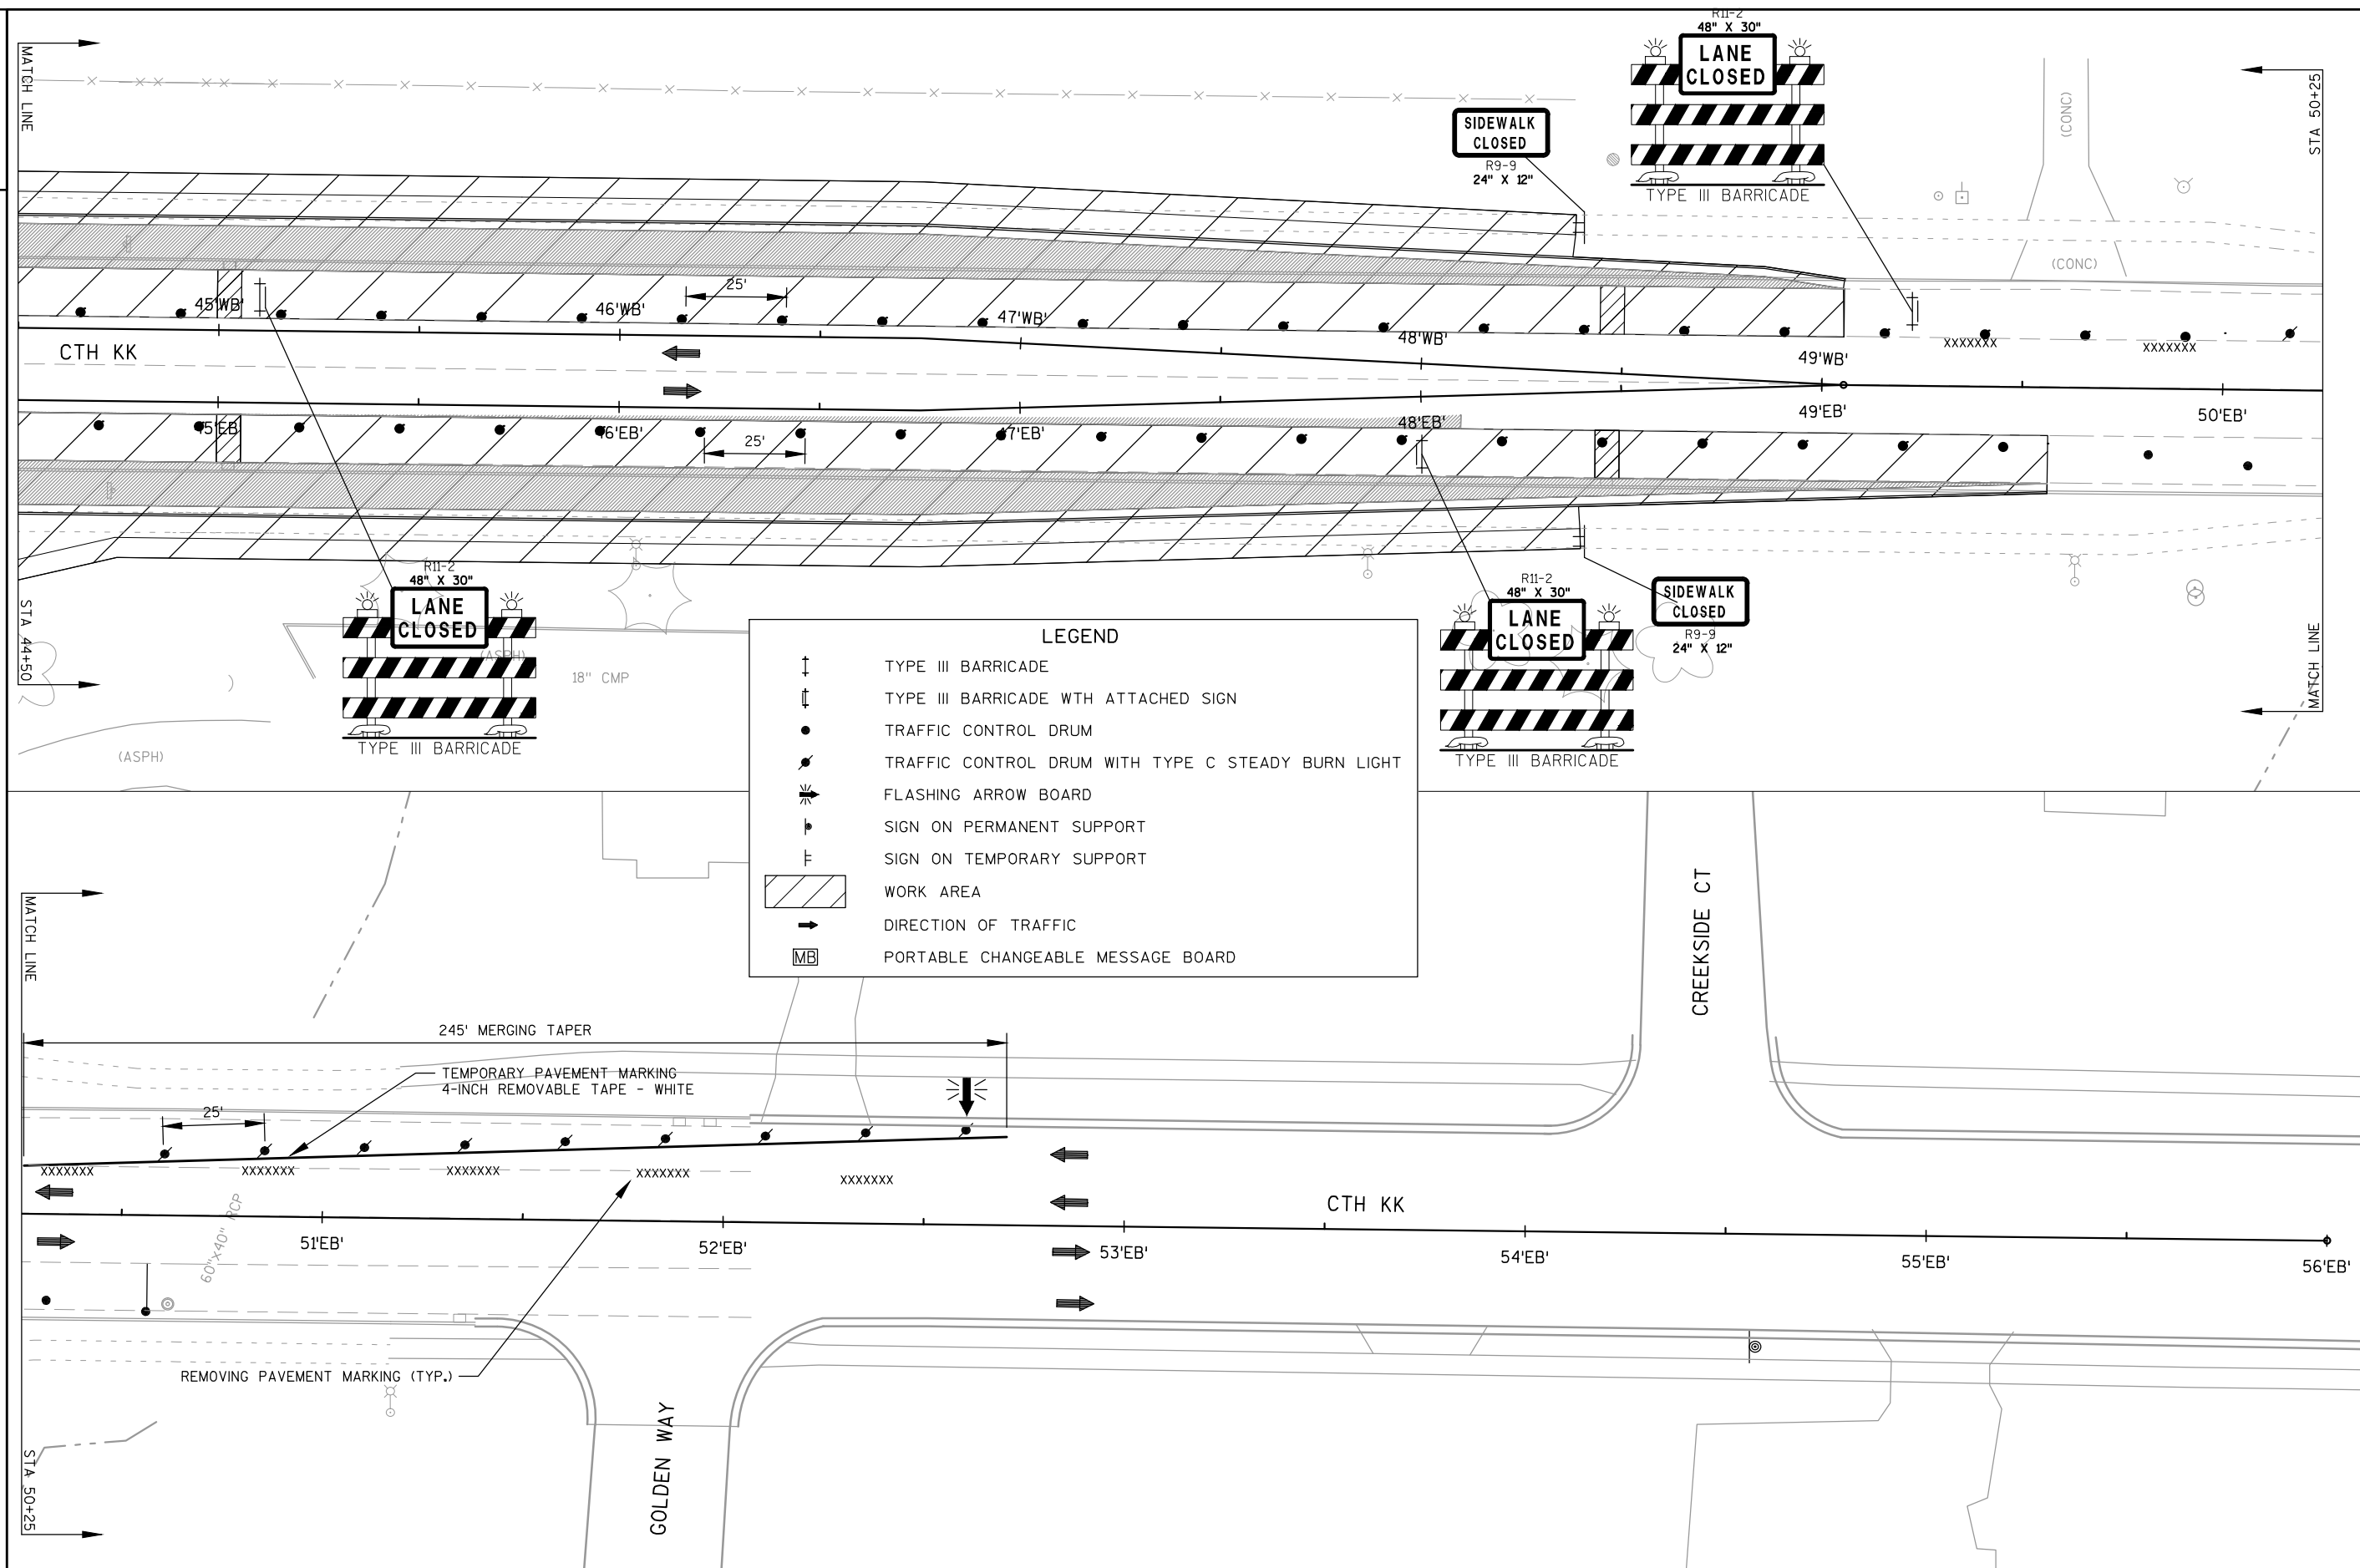 R11-2
48" X 30"
LANE
CLOSED
TYPE III BARRICADE
MATCH LINE
STA 50+25
(CONC)
SIDEWALK
CLOSED
R9-9
24" X 12"
(CONC)
25'
45'WB'
46'WB'
47'WB'
48'WB'
49'WB'
CTH KK
XXXXXXX
XXXXXXX
45'EB'
46'EB'
47'EB'
48'EB'
49'EB'
50'EB'
25'
R11-2
48" X 30"
LANE
CLOSED
(ASPH)
TYPE III BARRICADE
STA 44+50
18" CMP
(ASPH)
R11-2
48" X 30"
LANE
CLOSED
TYPE III BARRICADE
SIDEWALK
CLOSED
R9-9
24" X 12"
MATCH LINE
LEGEND
TYPE III BARRICADE
TYPE III BARRICADE WTH ATTACHED SIGN
TRAFFIC CONTROL DRUM
TRAFFIC CONTROL DRUM WITH TYPE C STEADY BURN LIGHT
FLASHING ARROW BOARD
SIGN ON PERMANENT SUPPORT
SIGN ON TEMPORARY SUPPORT
WORK AREA
DIRECTION OF TRAFFIC
MB PORTABLE CHANGEABLE MESSAGE BOARD
MATCH LINE
CREEKSIDE CT
245' MERGING TAPER
TEMPORARY PAVEMENT MARKING
4-INCH REMOVABLE TAPE - WHITE
25'
XXXXXXX
XXXXXXX
XXXXXXX
XXXXXXX
XXXXXXX
CTH KK
60"x40" RCP
51'EB'
52'EB'
53'EB'
54'EB'
55'EB'
56'EB'
REMOVING PAVEMENT MARKING (TYP.)
GOLDEN WAY
STA 50+25